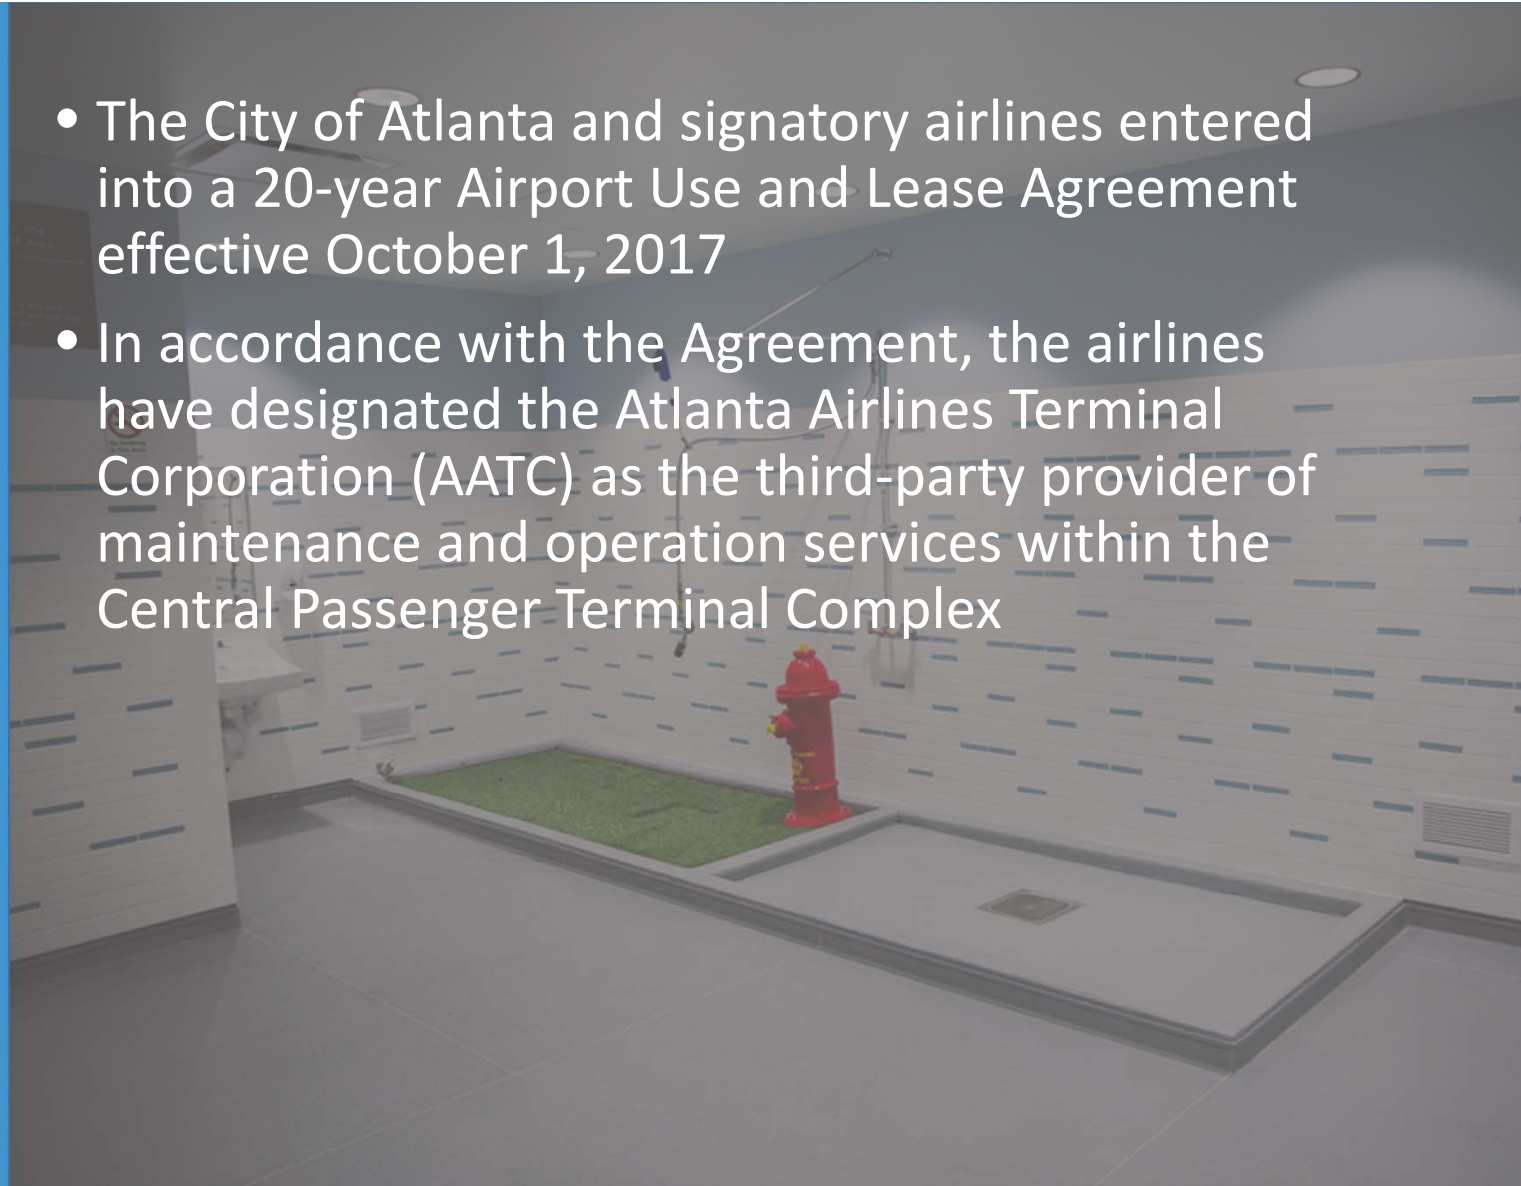 • The City of Atlanta and signatory airlines entered
into a 20-year Airport Use and Lease Agreement
effective October 1, 2017
• In accordance with the Agreement, the airlines
have designated the Atlanta Airlines Terminal
Corporation (AATC) as the third-party provider of
maintenance and operation services within the
Central Passenger Terminal Complex